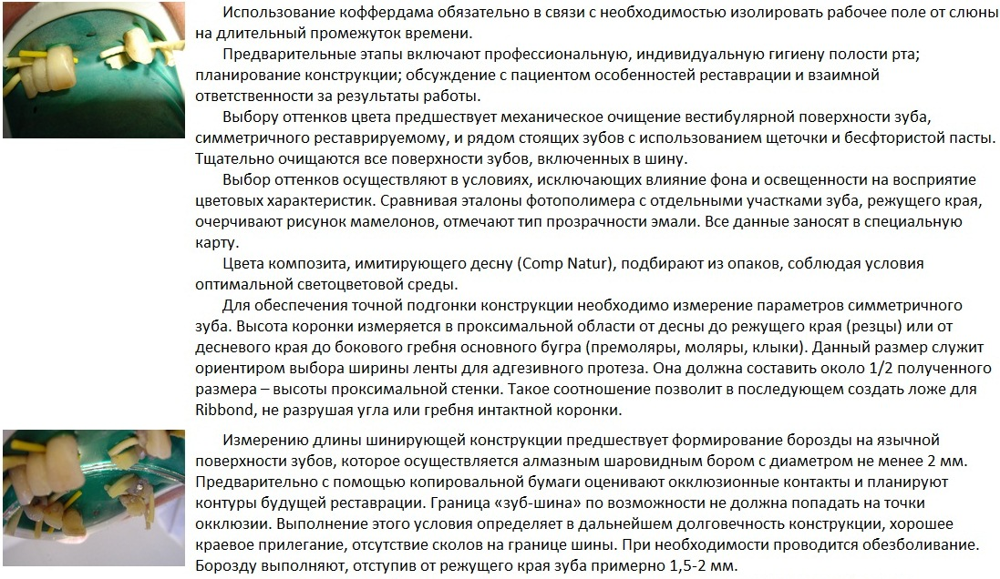 Использование коффердама обязательно в связи с необходимостью изолировать рабочее поле от слюны
на длительный промежуток времени.
Предварительные этапы включают профессиональную, индивидуальную гигиену полости рта;
планирование конструкции; обсуждение с пациентом особенностей реставрации и взаимной
ответственности за результаты работы.
Выбору оттенков цвета предшествует механическое очищение вестибулярной поверхности зуба,
симметричного реставрируемому, и рядом стоящих зубов с использованием щеточки и бесфтористой пасты.
Тщательно очищаются все поверхности зубов, включенных в шину.
Выбор оттенков осуществляют в условиях, исключающих влияние фона и освещенности на восприятие
цветовых характеристик. Сравнивая эталоны фотополимера с отдельными участками зуба, режущего края,
очерчивают рисунок мамелонов, отмечают тип прозрачности эмали. Все данные заносят в специальную
карту.
Цвета композита, имитирующего десну (Comp Natur), подбирают из опаков, соблюдая условия
оптимальной светоцветовой среды.
Для обеспечения точной подгонки конструкции необходимо измерение параметров симметричного
зуба. Высота коронки измеряется в проксимальной области от десны до режущего края (резцы) или от
десневого края до бокового гребня основного бугра (премоляры, моляры, клыки). Данный размер служит
ориентиром выбора ширины ленты для адгезивного протеза. Она должна составить около 1/2 полученного
размера – высоты проксимальной стенки. Такое соотношение позволит в последующем создать ложе для
Ribbond, не разрушая угла или гребня интактной коронки.
Измерению длины шинирующей конструкции предшествует формирование борозды на язычной
поверхности зубов, которое осуществляется алмазным шаровидным бором с диаметром не менее 2 мм.
Предварительно с помощью копировальной бумаги оценивают окклюзионные контакты и планируют
контуры будущей реставрации. Граница «зуб-шина» по возможности не должна попадать на точки
окклюзии. Выполнение этого условия определяет в дальнейшем долговечность конструкции, хорошее
краевое прилегание, отсутствие сколов на границе шины. При необходимости проводится обезболивание.
Борозду выполняют, отступив от режущего края зуба примерно 1,5-2 мм.